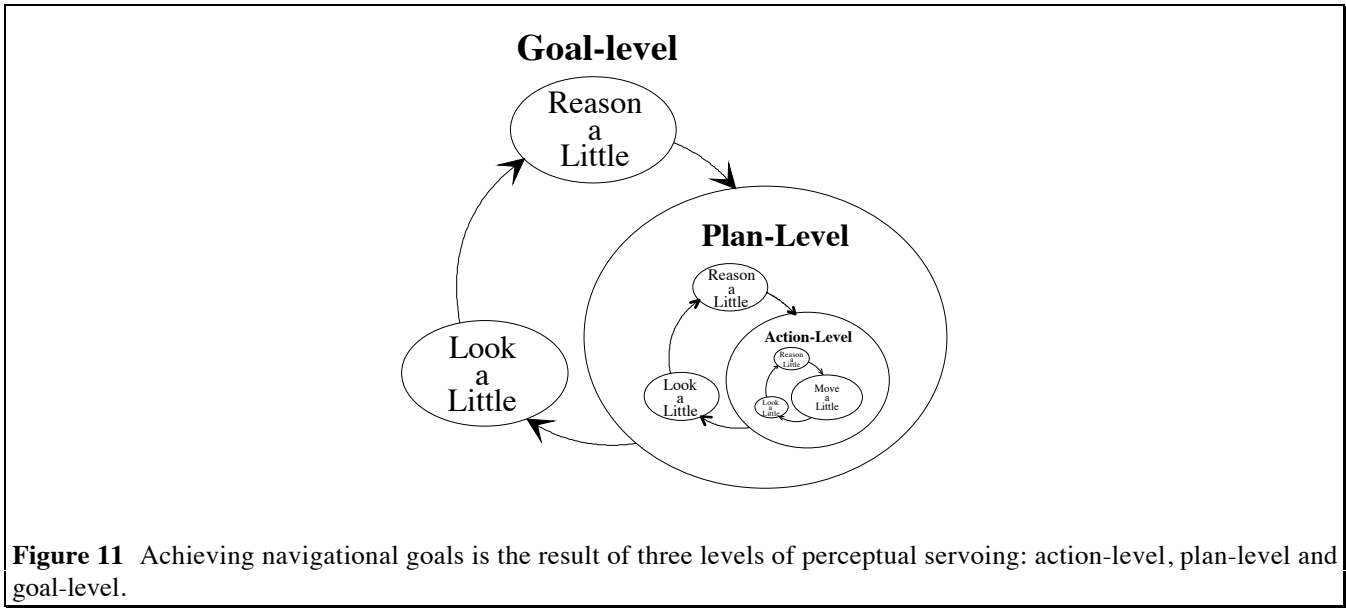 Goal-level
Reason
a
Little
Plan-Level
Reason
a
Little
Action-Level
Reason
a
Little
Move
a
Little
Look
a
Little
Look
a
Little
Look
a
Little
Figure 11 Achieving navigational goals is the result of three levels of perceptual servoing: action-level, plan-level and
goal-level.